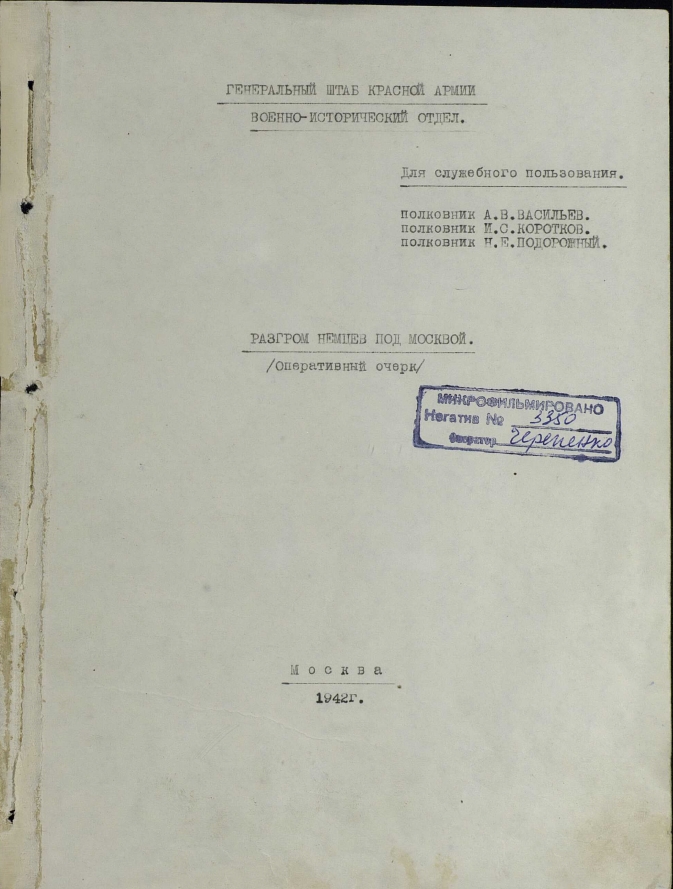 ГЕНЕРАЛЬНЫЙ ШТАБ КРАСНОЙ АРМИИ
ВОЕННО-ИСТОРИЧЕСКИЙ ОТДЕЛ.
Для служебного пользования.
полковник А.В.ВАСИЛЬЕВ.
полковник И.С.КОРОТКОВ.
полковник Н.Е.ПОДОРОЖНЫЙ.
РАЗГРОМ НЕМЦЕВ ПОД МОСКВОЙ.
/Оперативный очерк/
МИКРОФИЛЬМИРОВАНО
Негатив № 3350
Оператор Черепенко
Москва
1942г.